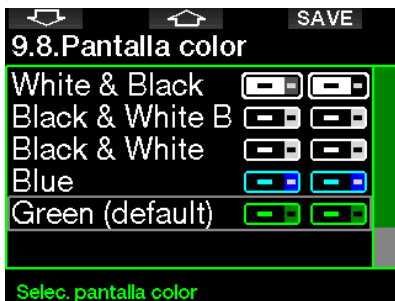 SAVE
9.8.Pantalla color
White & Black
Black & White B
Black & White
Blue
Green (default)
Selec. pantalla color